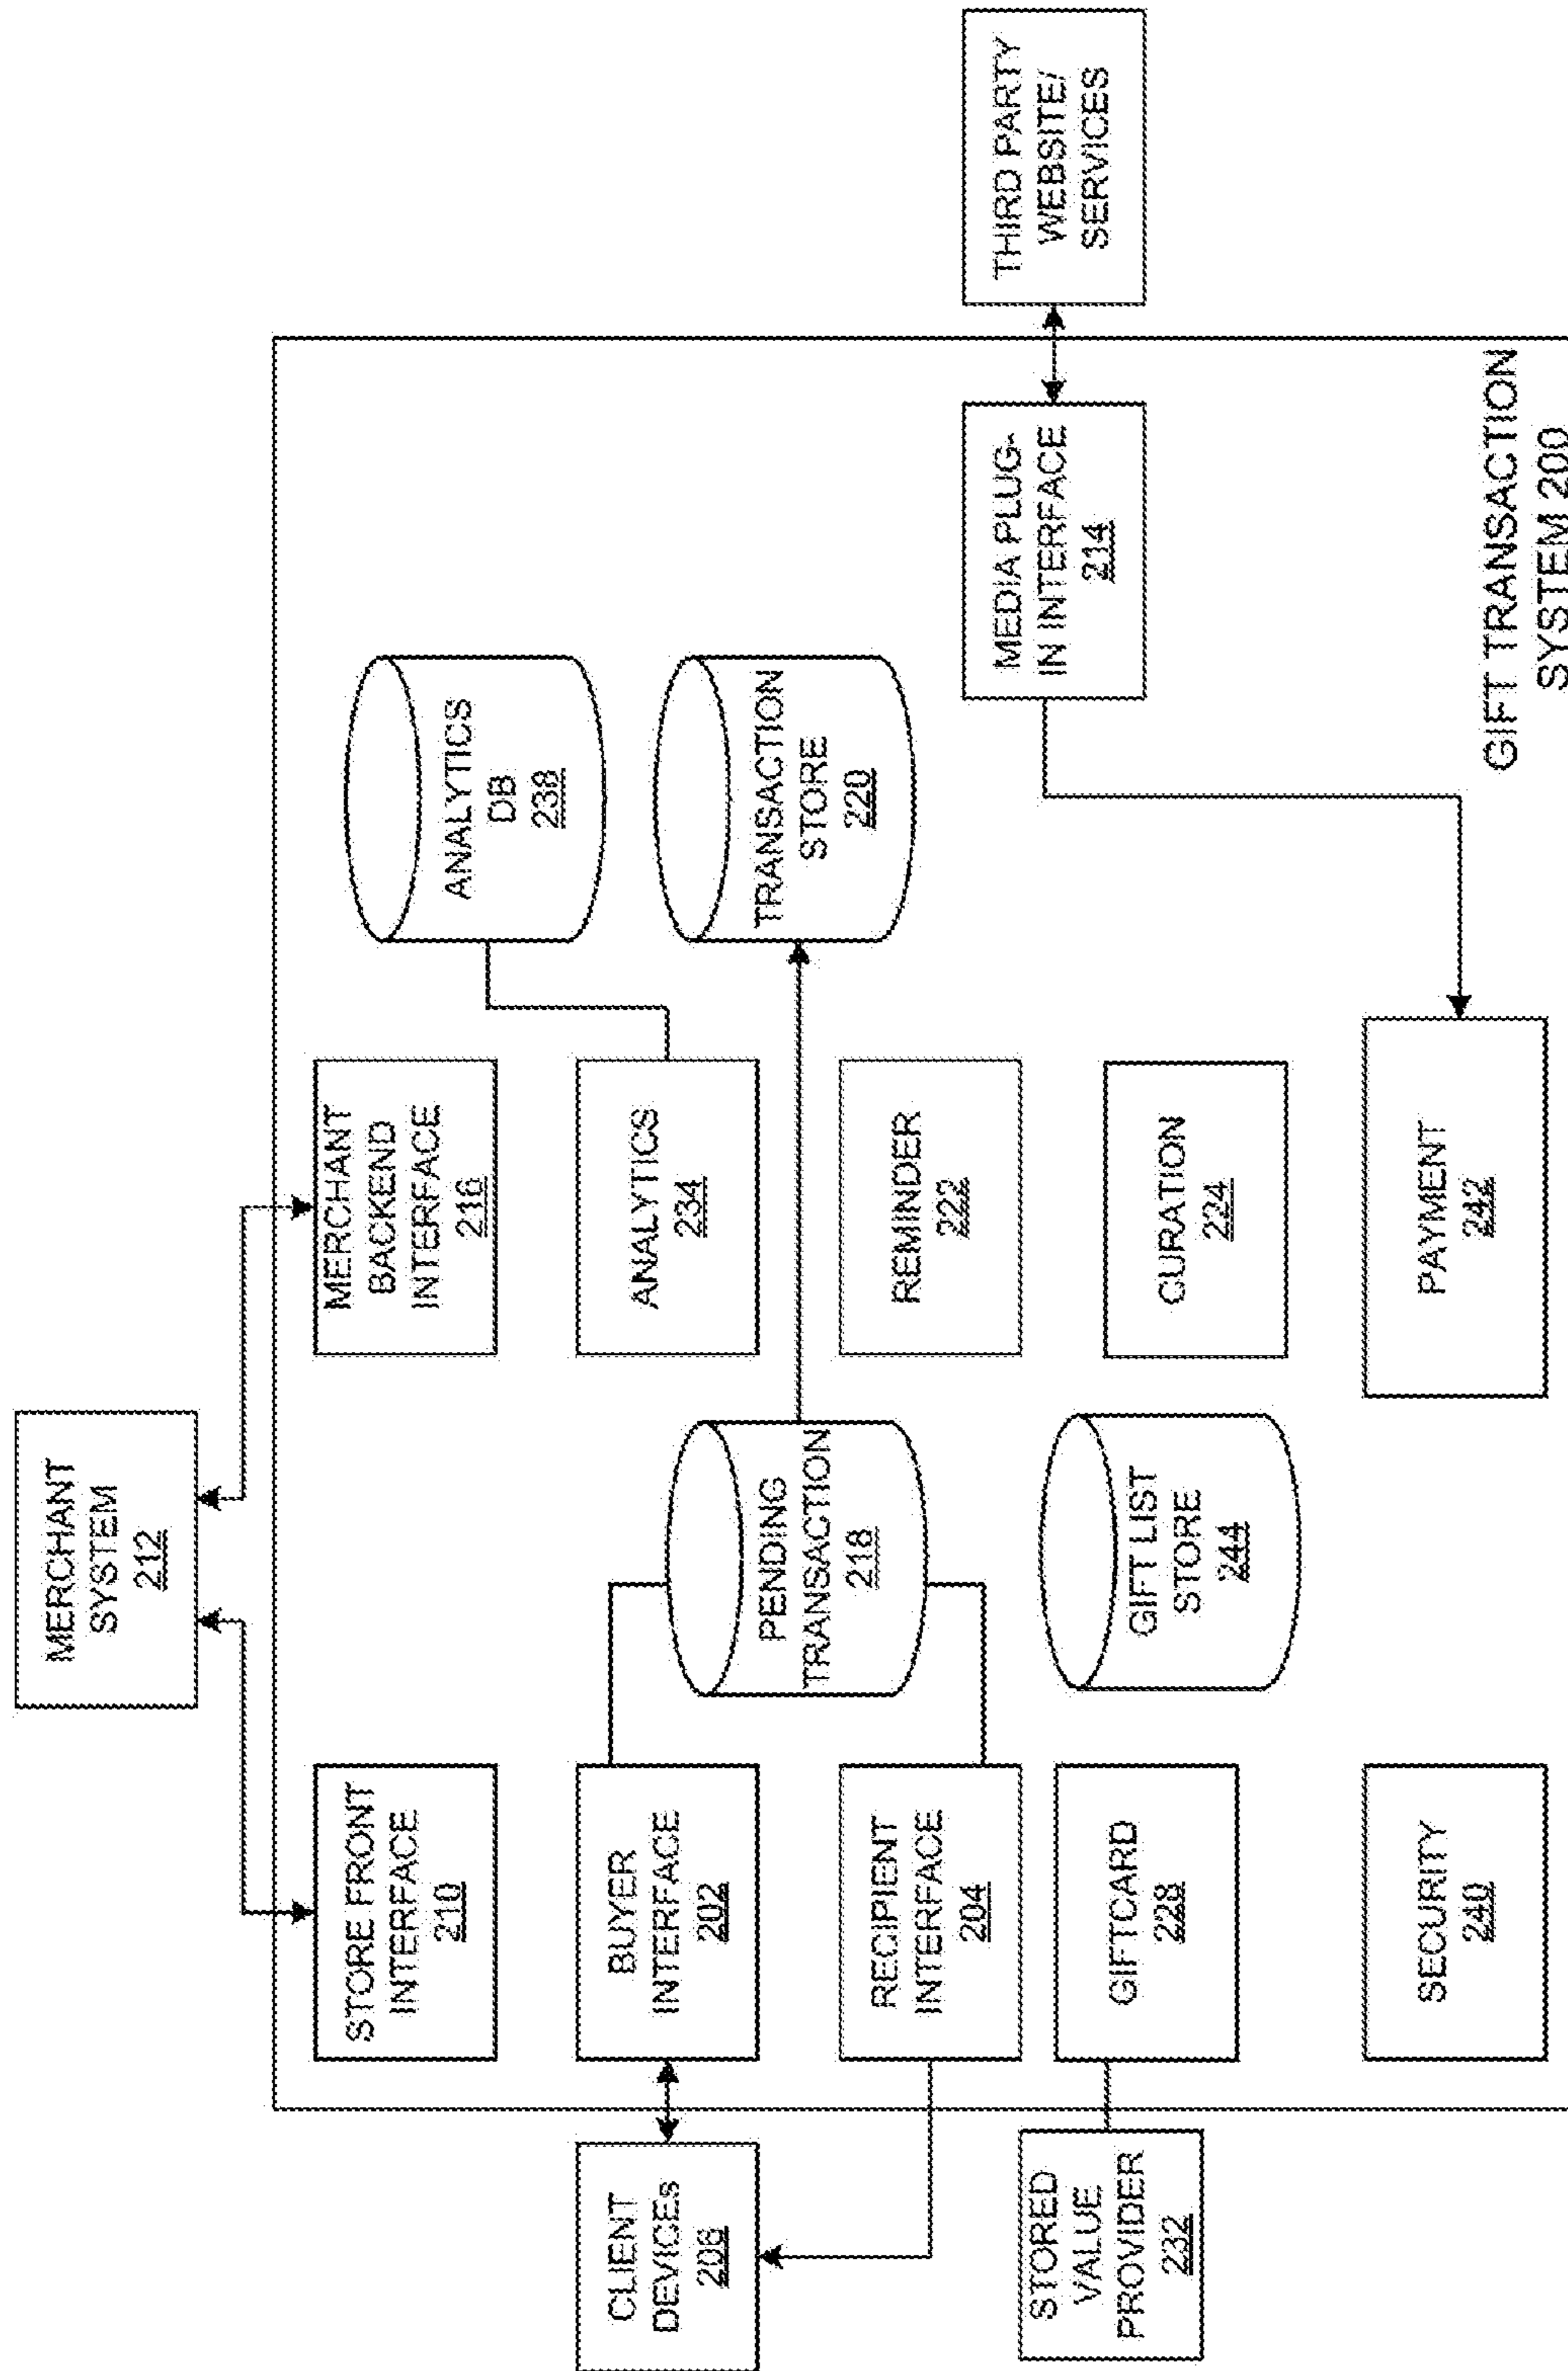 MERCHANT
SYSTEM
212
STORE FRONT
INTERFACE
210
MERCHANT
BACKEND
INTERFACE
216
CLIENT
DEVICEs
206
BUYER
INTERFACE
202
ANALYTICS
234
ANALYTICS
DB
238
PENDING
TRANSACTION
218
TRANSACTION
STORE
220
RECIPIENT
INTERFACE
204
REMINDER
222
STORED
VALUE
PROVIDER
232
GIFTCARD
228
GIFT LIST
STORE
244
CURATION
224
MEDIA PLUG-
IN INTERFACE
214
THIRD PARTY
WEBSITE/
SERVICES
SECURITY
240
PAYMENT
242
GIFT TRANSACTION
SYSTEM 200